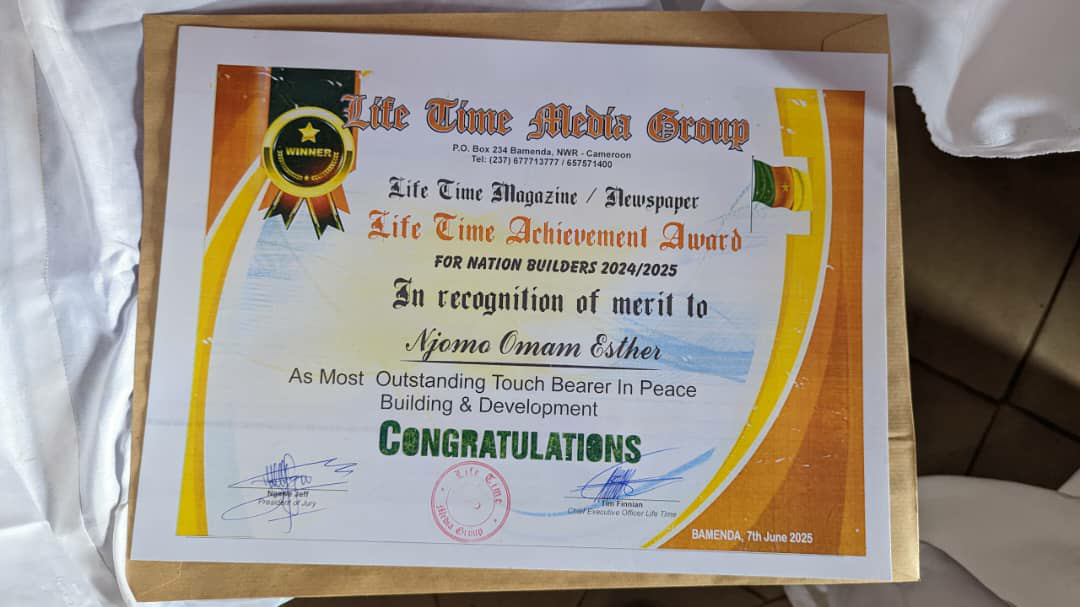 WINNER
Life Time Media Group
P.O. Box 234 Bamenda, NWR - Cameroon
Tel: (237) 677713777 / 657571400
Life Time Magazine / Newspaper
Life Time Achievement Award
FOR NATION BUILDERS 2024/2025
In recognition of merit to
Njomo Omam Esther
As Most Outstanding Touch Bearer In Peace
Building & Development
CONGRATULATIONS
Jeff
President of Jury
Life Time
Media Group
Tim Finnian
Chief Executive Officer Life Time
BAMENDA, 7th June 2025